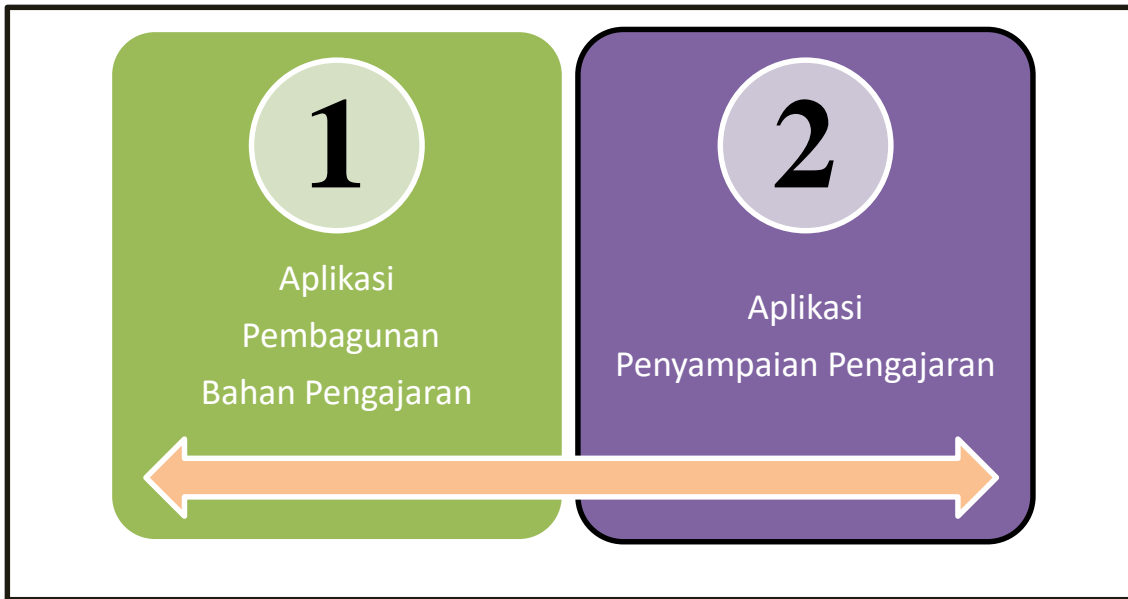 1
Aplikasi
Pembagunan
Bahan Pengajaran
2
Aplikasi
Penyampaian Pengajaran